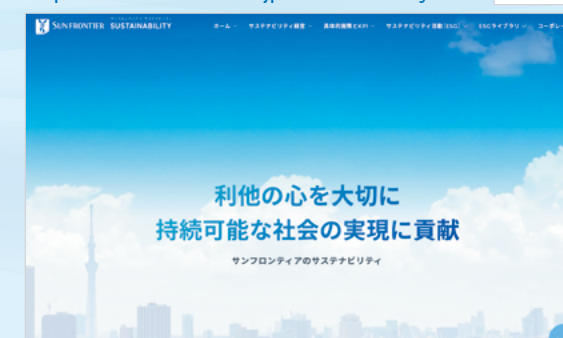 SUN FRONTIER SUSTAINABILITY
ホーム サステナビリティ経営 具体的施策とKPI サステナビリティ活動(ESG) ESGライブラリ
利他の心を大切に
持続可能な社会の実現に貢献
サンフロンティアのサステナビリティ